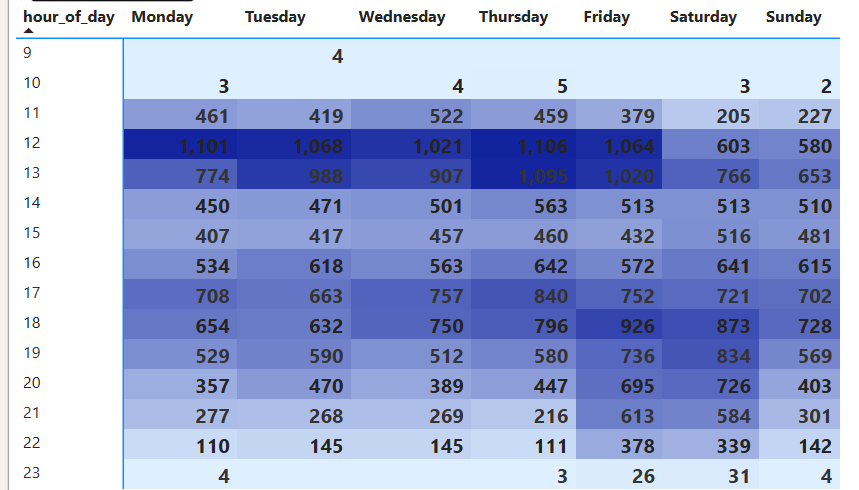 hour_of_day Monday Tuesday Wednesday Thursday Friday Saturday Sunday
9 4
10 3 4 5 3 2
11 461 419 522 459 379 205 227
12 1,101 1,068 1,021 1,106 1,064 603 580
13 774 988 907 1,095 1,020 766 653
14 450 471 501 563 513 513 510
15 407 417 457 460 432 516 481
16 534 618 563 642 572 641 615
17 708 663 757 840 752 721 702
18 654 632 750 796 926 873 728
19 529 590 512 580 736 834 569
20 357 470 389 447 695 726 403
21 277 268 269 216 613 584 301
22 110 145 145 111 378 339 142
23 4 3 26 31 4